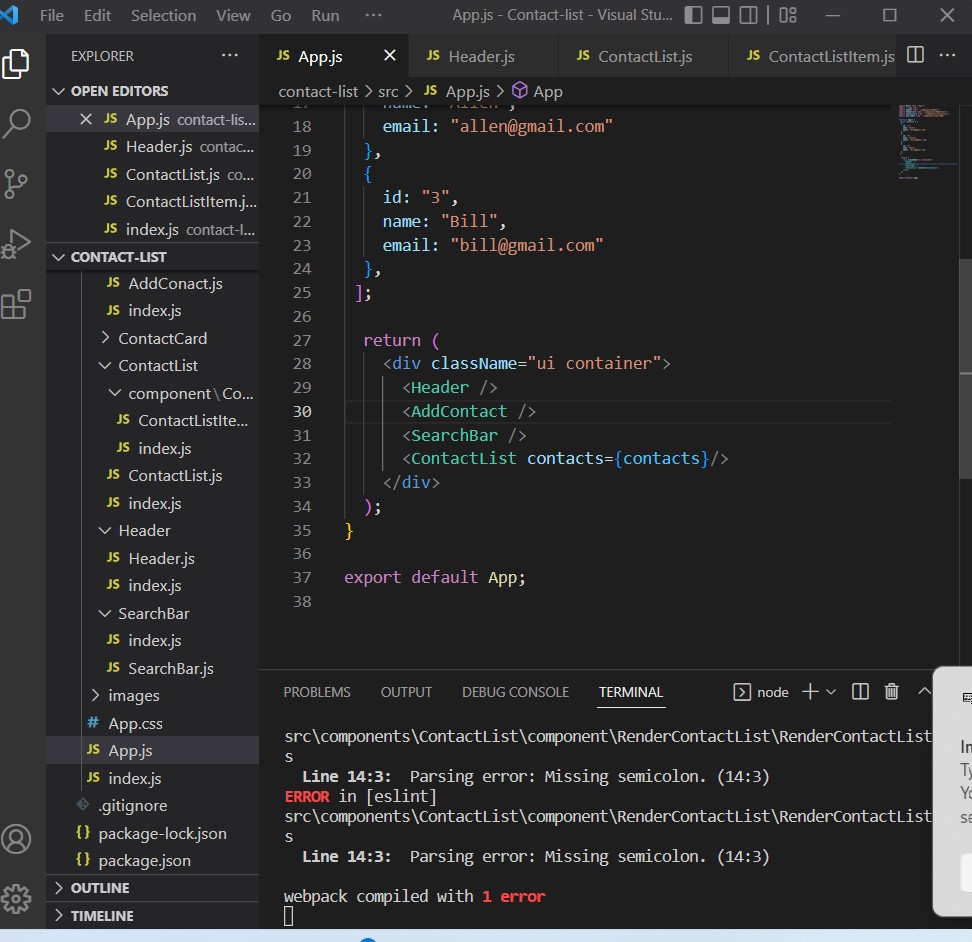 File Edit Selection View Go Run ··· App.js - Contact-list - Visual Stu...
EXPLORER ···
OPEN EDITORS
JS App.js contact-lis...
JS Header.js contac...
JS ContactList.js co...
JS ContactListItem.j...
JS index.js contact-l...
CONTACT-LIST
JS AddConact.js
JS index.js
ContactCard
ContactList
component\Co...
JS ContactListIte...
JS index.js
JS ContactList.js
JS index.js
Header
JS Header.js
JS index.js
SearchBar
JS index.js
JS SearchBar.js
images
# App.css
JS App.js
JS index.js
.gitignore
{} package-lock.json
{} package.json
OUTLINE
TIMELINE
JS App.js JS Header.js JS ContactList.js JS ContactListItem.js ···
contact-list > src > JS App.js > App
17 name: "Allen",
18 email: "allen@gmail.com"
19 },
20 {
21 id: "3",
22 name: "Bill",
23 email: "bill@gmail.com"
24 },
25 ];
26
27 return (
28 <div className="ui container">
29 <Header />
30 <AddContact />
31 <SearchBar />
32 <ContactList contacts={contacts}/>
33 </div>
34 );
35 }
36
37 export default App;
38
PROBLEMS OUTPUT DEBUG CONSOLE TERMINAL node
src\components\ContactList\component\RenderContactList\RenderContactList
s
Line 14:3: Parsing error: Missing semicolon. (14:3)
ERROR in [eslint]
src\components\ContactList\component\RenderContactList\RenderContactList
s
Line 14:3: Parsing error: Missing semicolon. (14:3)
webpack compiled with 1 error